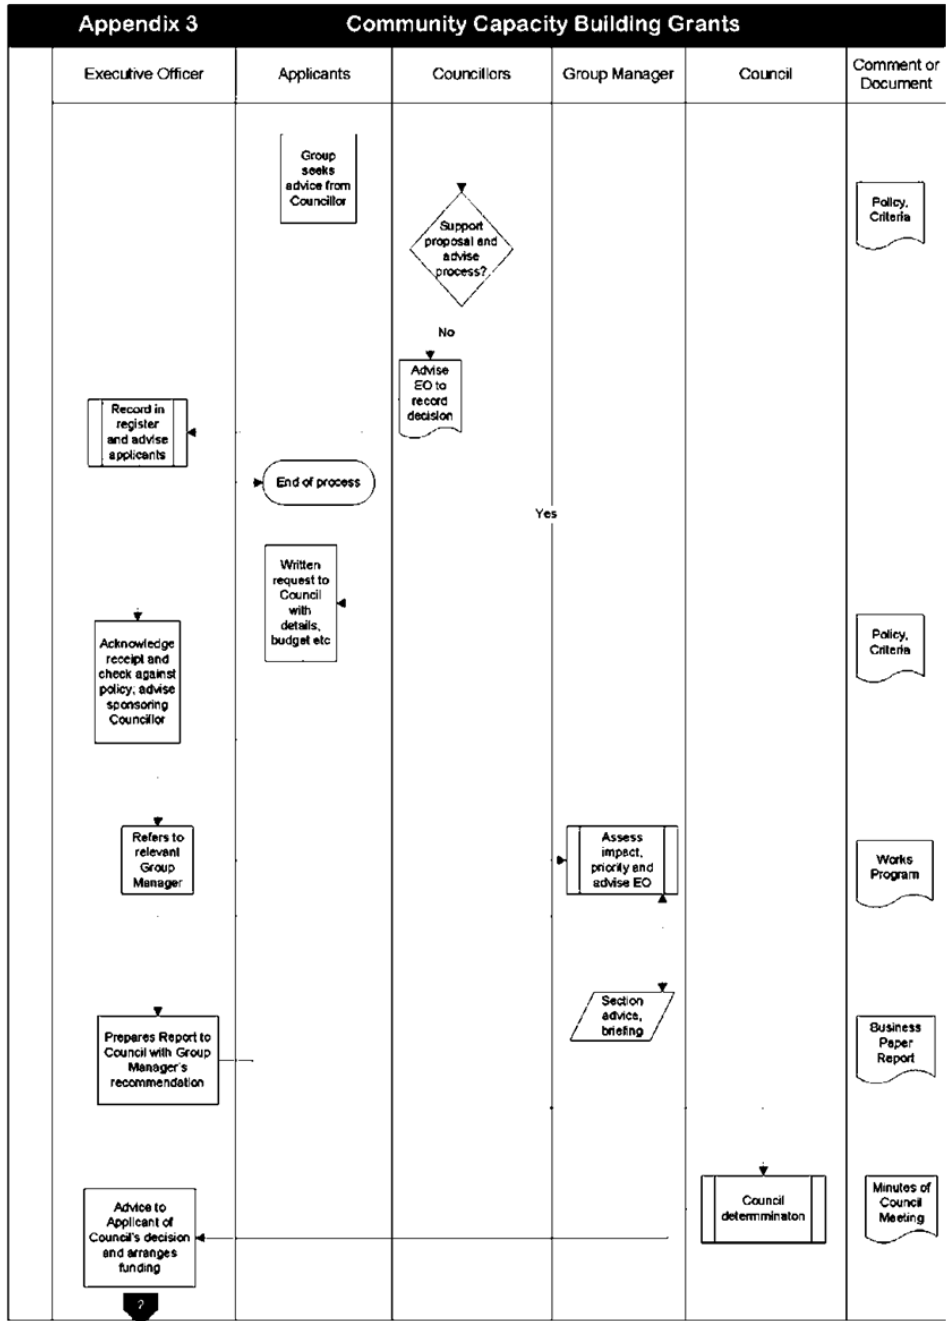 Appendix 3
Community Capacity Building Grants
Executive Officer
Applicants
Councillors
Group Manager
Council
Comment or
Document
Group
seeks
advice from
Councillor
Support
proposal and
advise
process?
Policy,
Criteria
No
Advise
EO to
record
decision
Record in
register
and advise
applicants
End of process
Yes
Written
request to
Council
with
details,
budget etc
Acknowledge
receipt and
check against
policy; advise
sponsoring
Councillor
Policy,
Criteria
Refers to
relevant
Group
Manager
Assess
impact,
priority and
advise EO
Works
Program
Section
advice,
briefing
Prepares Report to
Council with Group
Manager's
recommendation
Business
Paper
Report
Council
determminaton
Minutes of
Council
Meeting
Advice to
Applicant of
Council's decision
and arranges
funding
2